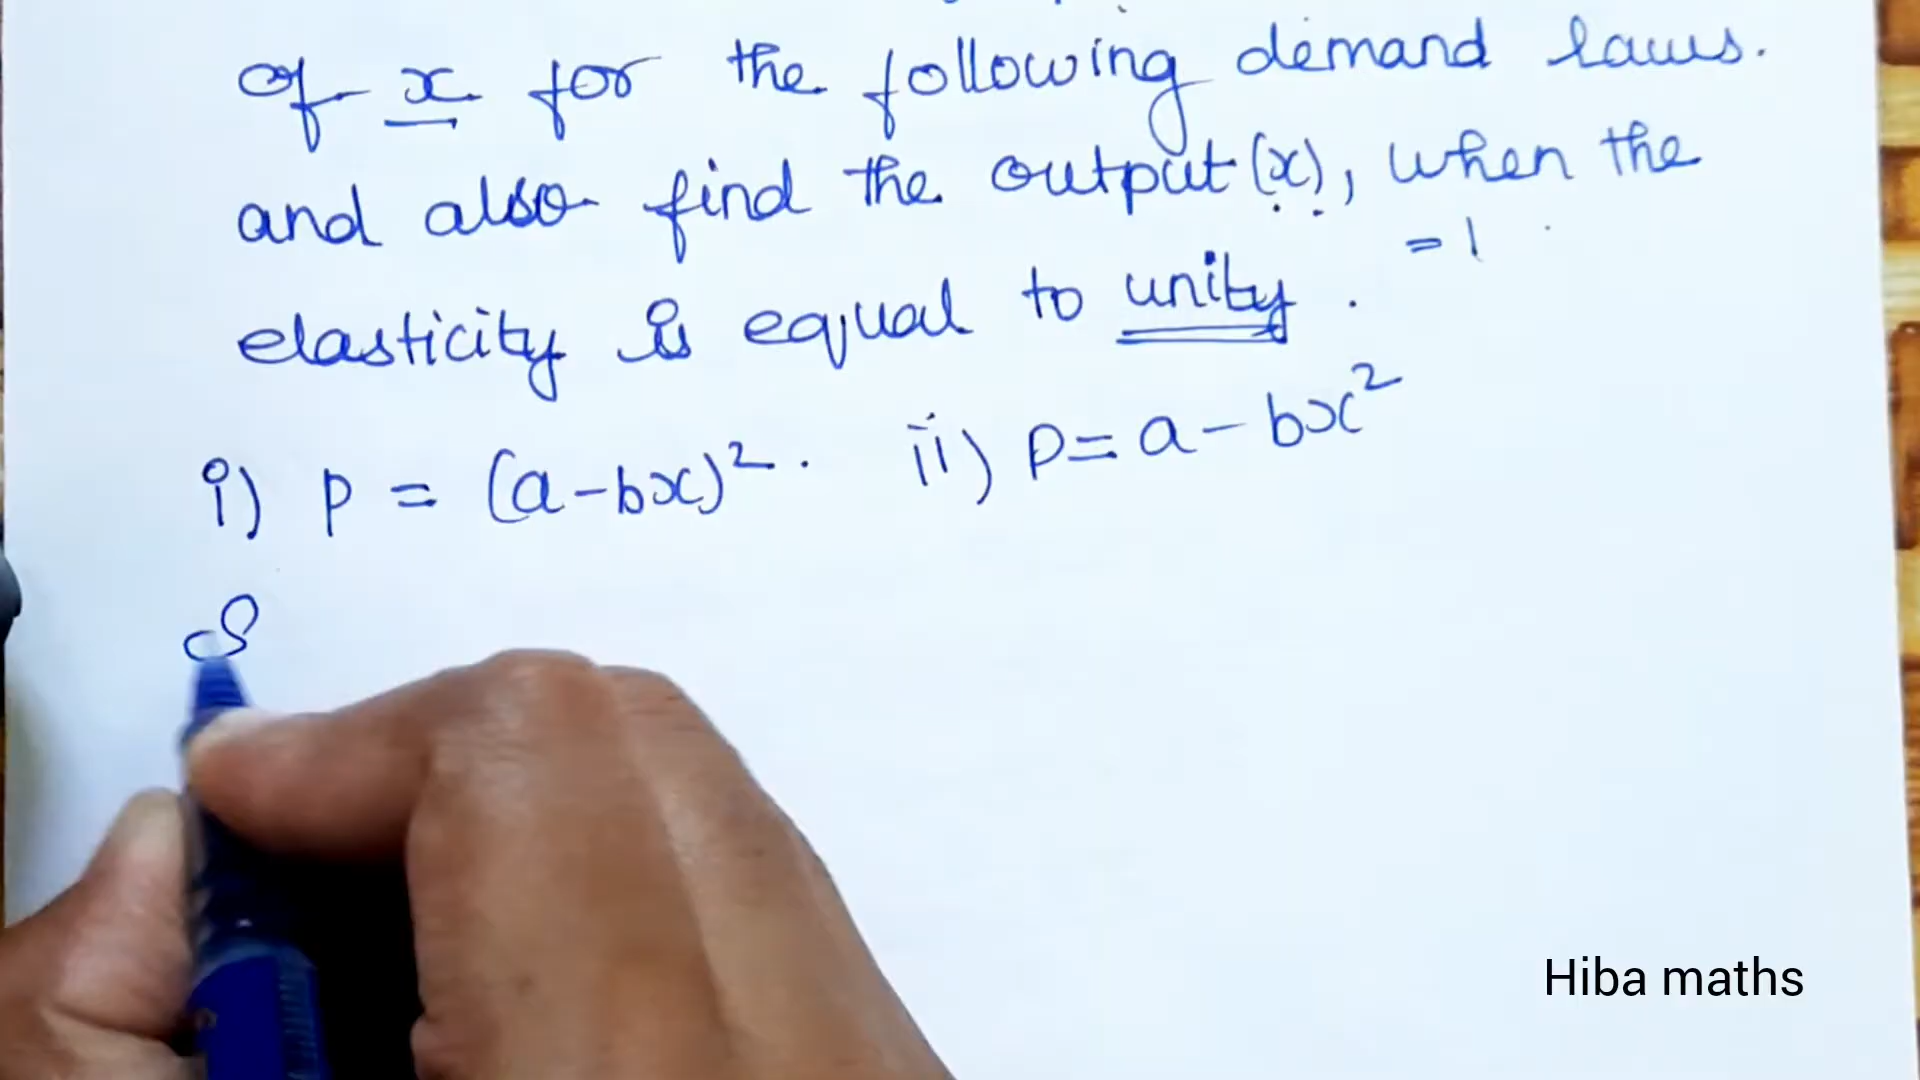 of x for the following demand laws.
and also find the output (x), when the
= 1
elasticity is equal to unity.
i) p = (a-bx)². ii) p = a - bx²
S
Hiba maths